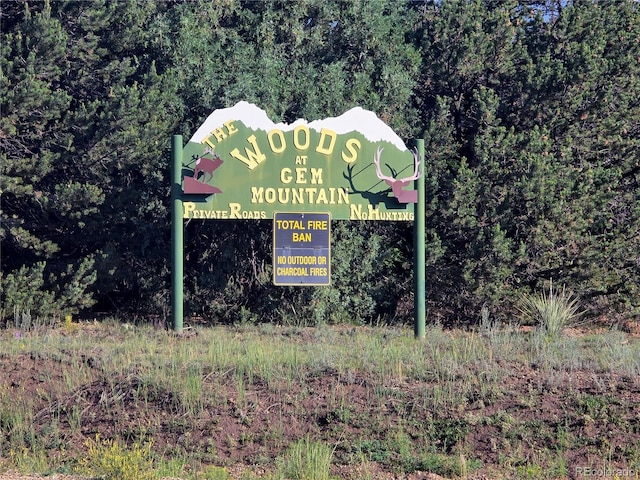 THE
WOODS
AT
GEM
MOUNTAIN
PRIVATE ROADS NO HUNTING
TOTAL FIRE
BAN
NO OUTDOOR OR
CHARCOAL FIRES
REcolorado